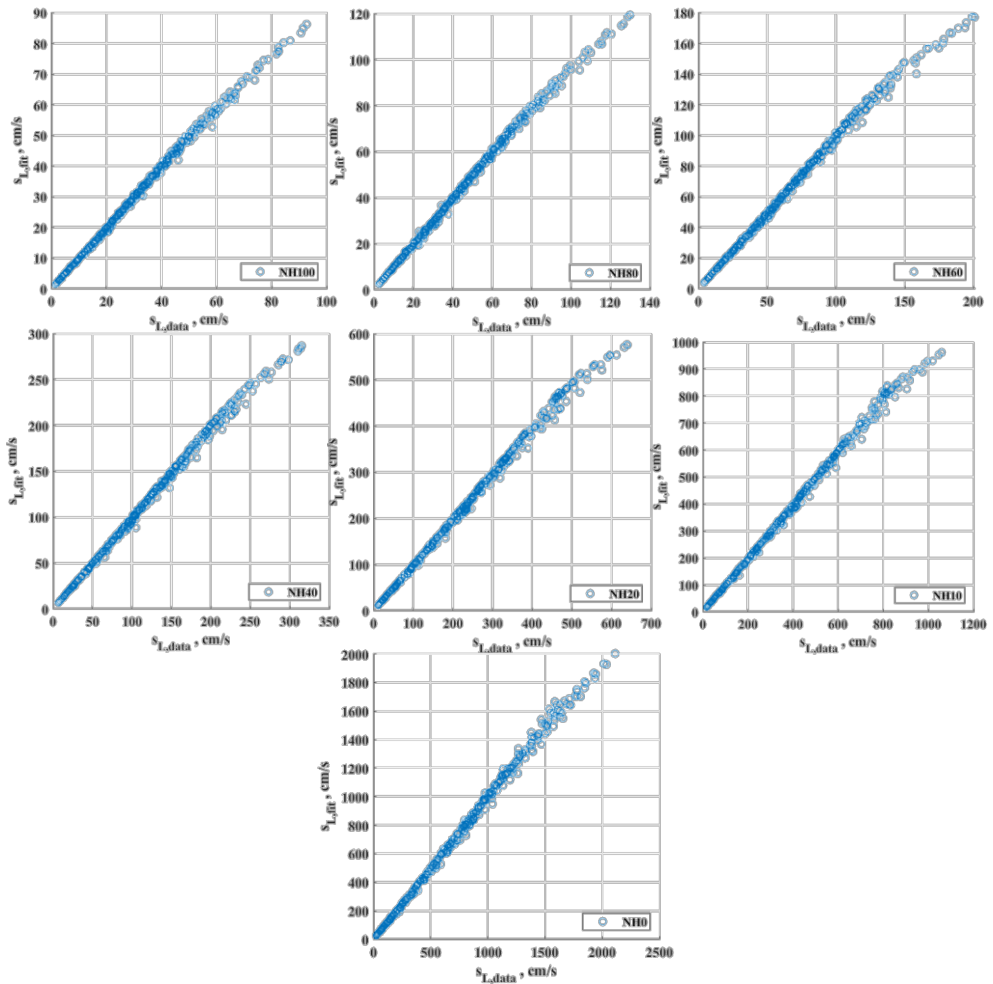 90
80
70
60
50
40
30
20
10
0
s_L,fit , cm/s
NH100
0 20 40 60 80 100
s_L,data , cm/s
120
100
80
60
40
20
0
s_L,fit , cm/s
NH80
0 20 40 60 80 100 120 140
s_L,data , cm/s
180
160
140
120
100
80
60
40
20
0
s_L,fit , cm/s
NH60
50 100 150 200
s_L,data , cm/s
300
250
200
150
100
50
0
s_L,fit , cm/s
NH40
0 50 100 150 200 250 300 350
s_L,data , cm/s
600
500
400
300
200
100
0
s_L,fit , cm/s
NH20
0 100 200 300 400 500 600 700
s_L,data , cm/s
1000
900
800
700
600
500
400
300
200
100
0
s_L,fit , cm/s
NH10
0 200 400 600 800 1000 1200
s_L,data , cm/s
2000
1800
1600
1400
1200
1000
800
600
400
200
0
s_L,fit , cm/s
NH0
0 500 1000 1500 2000 2500
s_L,data , cm/s